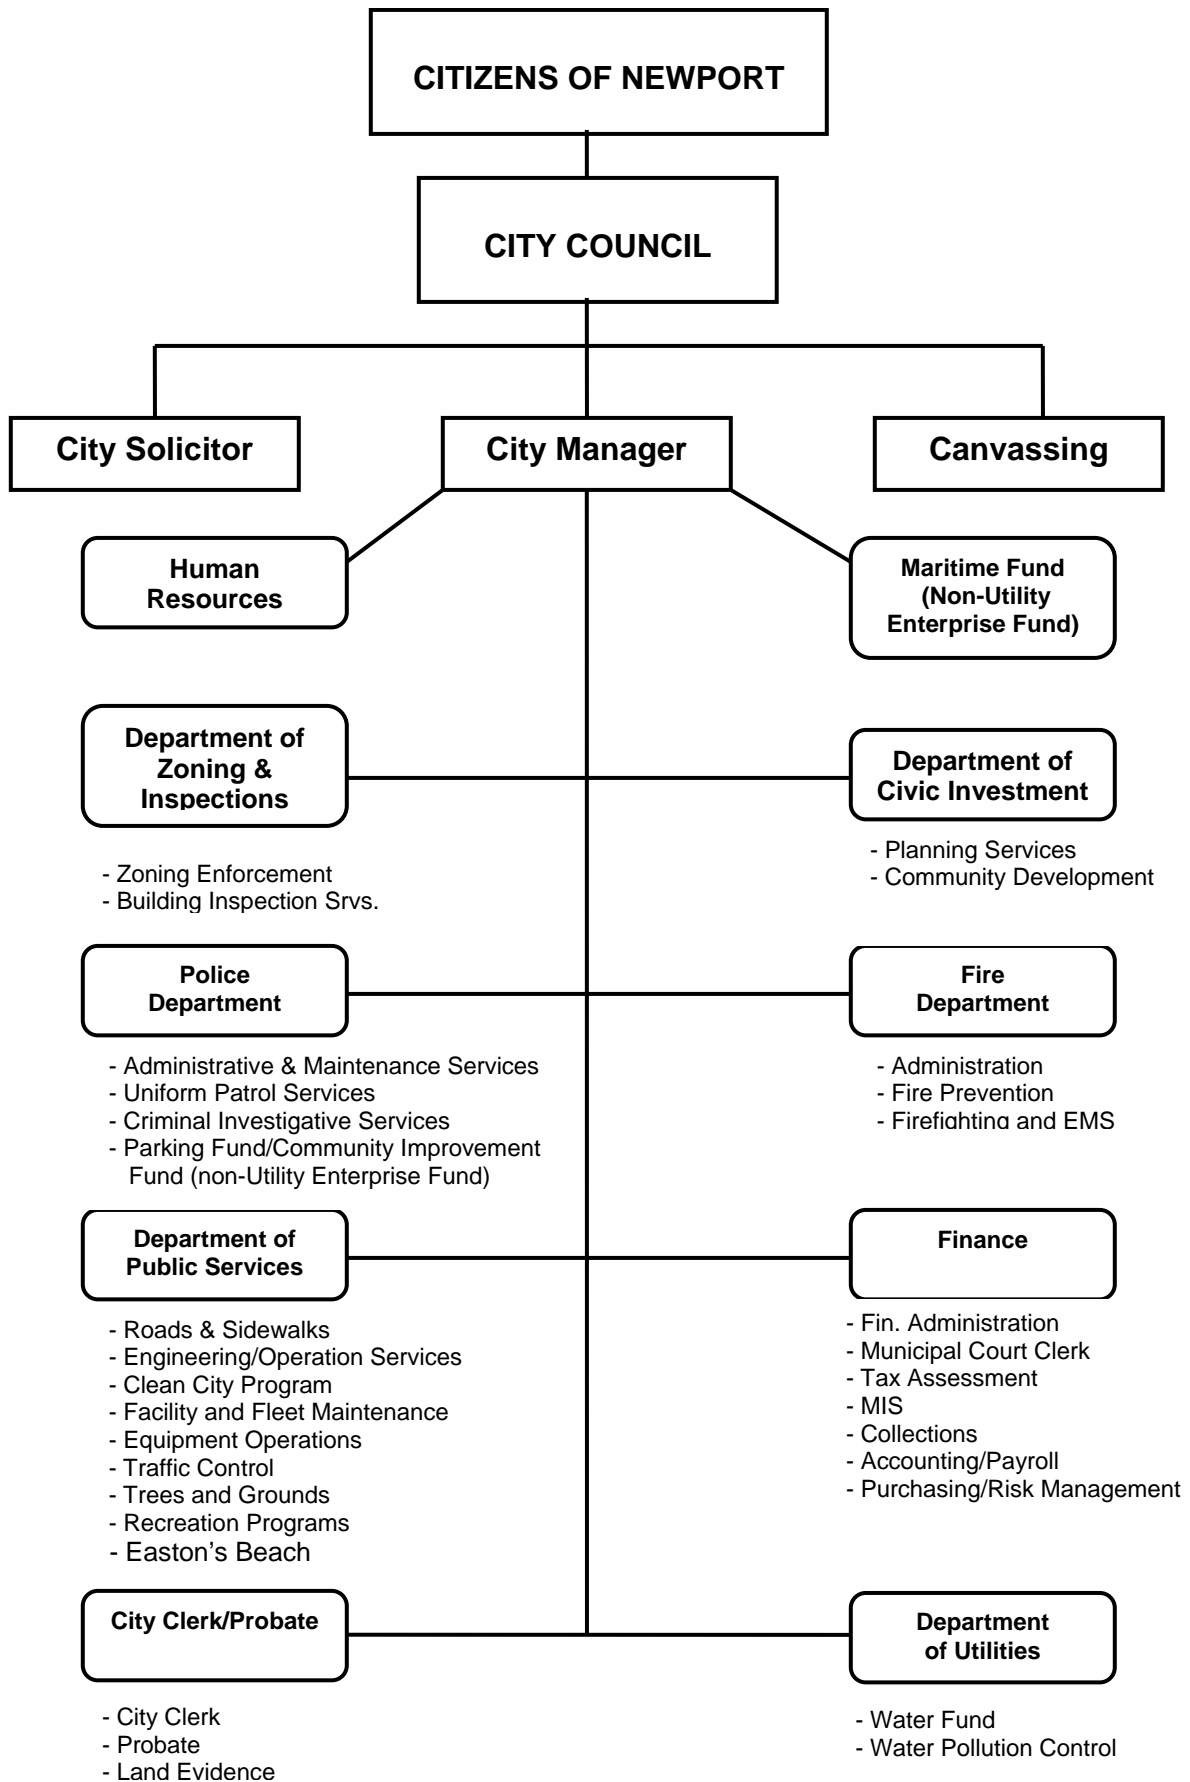 CITIZENS OF NEWPORT
CITY COUNCIL
City Solicitor
City Manager
Canvassing
Human
Resources
Maritime Fund
(Non-Utility
Enterprise Fund)
Department of
Zoning &
Inspections
Department of
Civic Investment
- Zoning Enforcement
- Building Inspection Srvs.
- Planning Services
- Community Development
Police
Department
Fire
Department
- Administrative & Maintenance Services
- Uniform Patrol Services
- Criminal Investigative Services
- Parking Fund/Community Improvement
Fund (non-Utility Enterprise Fund)
- Administration
- Fire Prevention
- Firefighting and EMS
Department of
Public Services
Finance
- Roads & Sidewalks
- Engineering/Operation Services
- Clean City Program
- Facility and Fleet Maintenance
- Equipment Operations
- Traffic Control
- Trees and Grounds
- Recreation Programs
- Easton's Beach
- Fin. Administration
- Municipal Court Clerk
- Tax Assessment
- MIS
- Collections
- Accounting/Payroll
- Purchasing/Risk Management
City Clerk/Probate
Department
of Utilities
- City Clerk
- Probate
- Land Evidence
- Water Fund
- Water Pollution Control